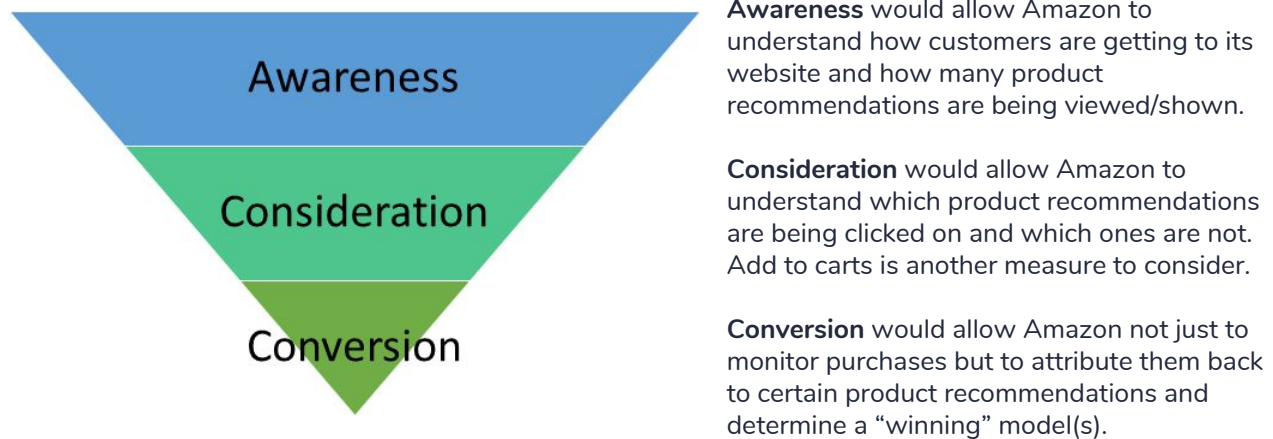 Awareness
Consideration
Conversion
Awareness would allow Amazon to
understand how customers are getting to its
website and how many product
recommendations are being viewed/shown.
Consideration would allow Amazon to
understand which product recommendations
are being clicked on and which ones are not.
Add to carts is another measure to consider.
Conversion would allow Amazon not just to
monitor purchases but to attribute them back
to certain product recommendations and
determine a “winning” model(s).